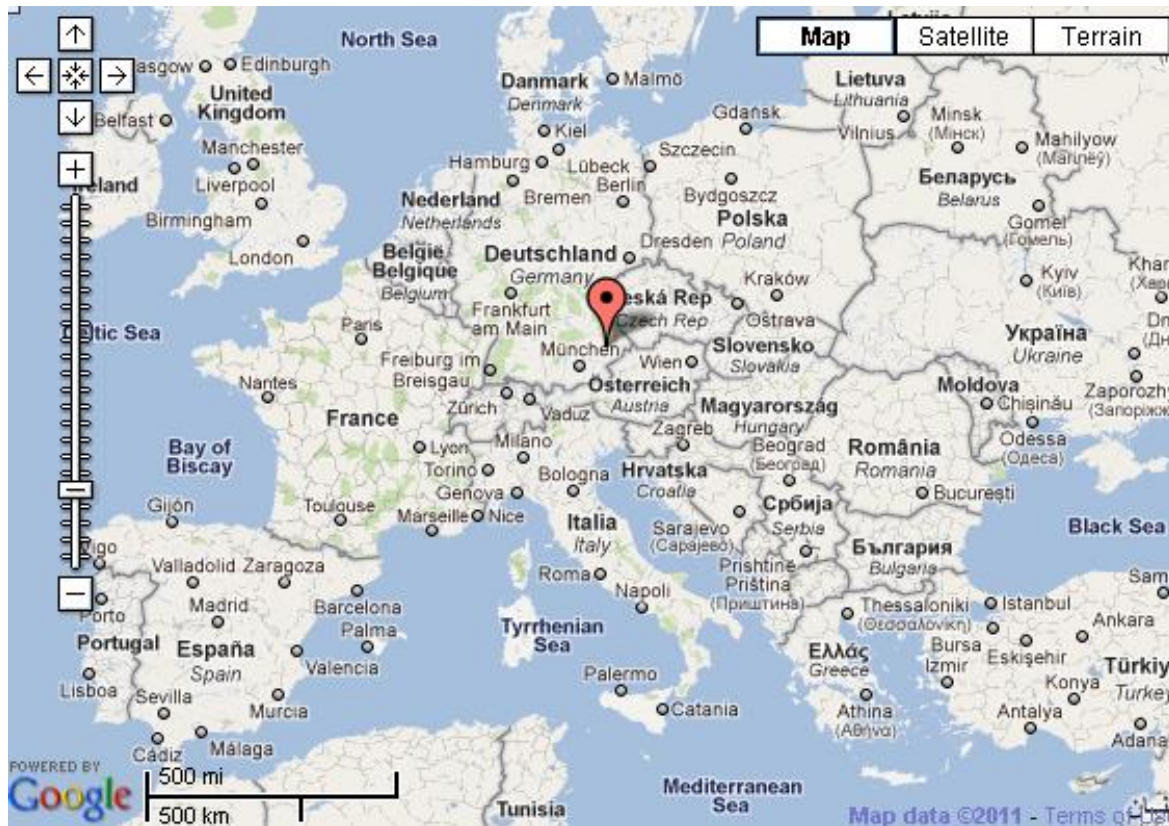 North Sea
Map
Satellite
Terrain
Edinburgh
Danmark
Denmark
Malmö
Lietuva
Lithuania
United
Kingdom
Belfast
Kiel
Gdańsk
Vilnius
Minsk
(Мінск)
Mahilyow
Manchester
Hamburg
Lübeck
Szczecin
Liverpool
Bremen
Berlin
Bydgoszcz
Беларусь
Belarus
Birmingham
Nederland
Netherlands
Polska
Poland
Gomel
(Гомель)
London
België
Belgique
Belgium
Deutschland
Germany
Dresden
Kraków
Kyiv
(Київ)
Frankfurt
am Main
Czech Rep
Ostrava
Paris
München
Wien
Slovensko
Slovakia
Україна
Ukraine
Freiburg im
Breisgau
Nantes
Österreich
Austria
Moldova
Chişinău
France
Zürich
Vaduz
Magyarország
Hungary
Odessa
(Одеса)
Bay of
Biscay
Lyon
Milano
Zagreb
Beograd
(Београд)
România
Romania
Torino
Bologna
Hrvatska
Croatia
Genova
Србија
Serbia
Bucureşti
Gijón
Toulouse
Marseille
Nice
Italia
Italy
Sarajevo
(Сарајево)
Black Sea
България
Bulgaria
Valladolid
Zaragoza
Roma
Napoli
Prishtinë
Priština
(Приштина)
Porto
Madrid
Barcelona
Thessaloniki
(Θεσσαλονίκη)
Istanbul
Ankara
Portugal
España
Spain
Palma
Tyrrhenian
Sea
Ελλάς
Greece
Bursa
Izmir
Eskişehir
Valencia
Lisboa
Sevilla
Murcia
Palermo
Catania
Athina
(Αθήνα)
Konya
Antalya
Adana
Cádiz
Málaga
POWERED BY
Google
500 mi
500 km
Tunisia
Mediterranean
Sea
Map data ©2011 - Terms of